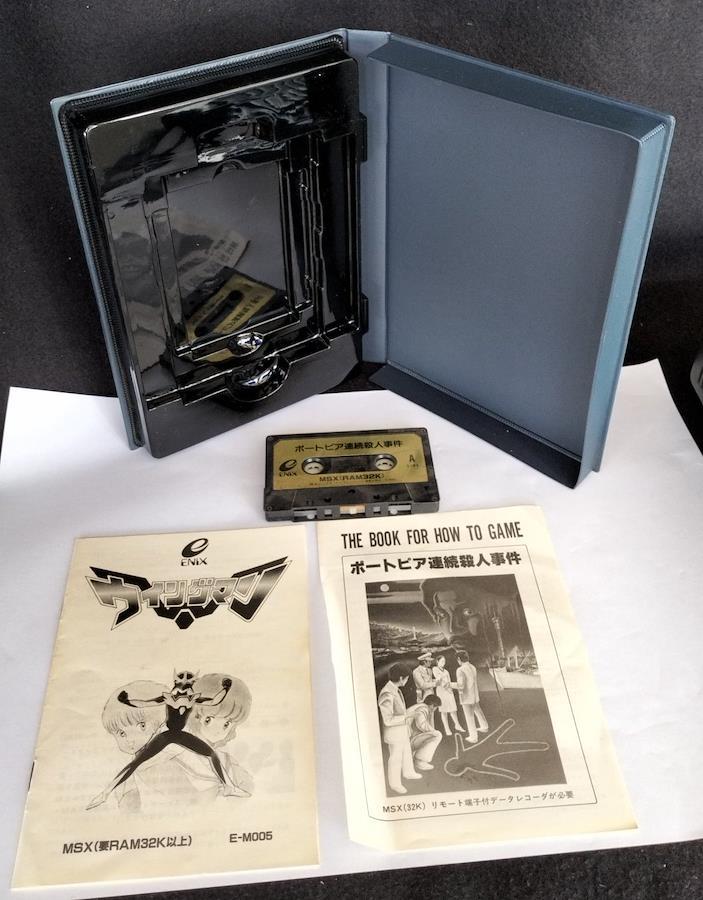 ポートピア連続殺人事件
A
ENIX
MSX(RAM32K)
ENIX
ウイングマン
MSX(要RAM32K以上)
E-M005
THE BOOK FOR HOW TO GAME
ポートピア連続殺人事件
MSX(32K) リモート端子付データレコーダが必要